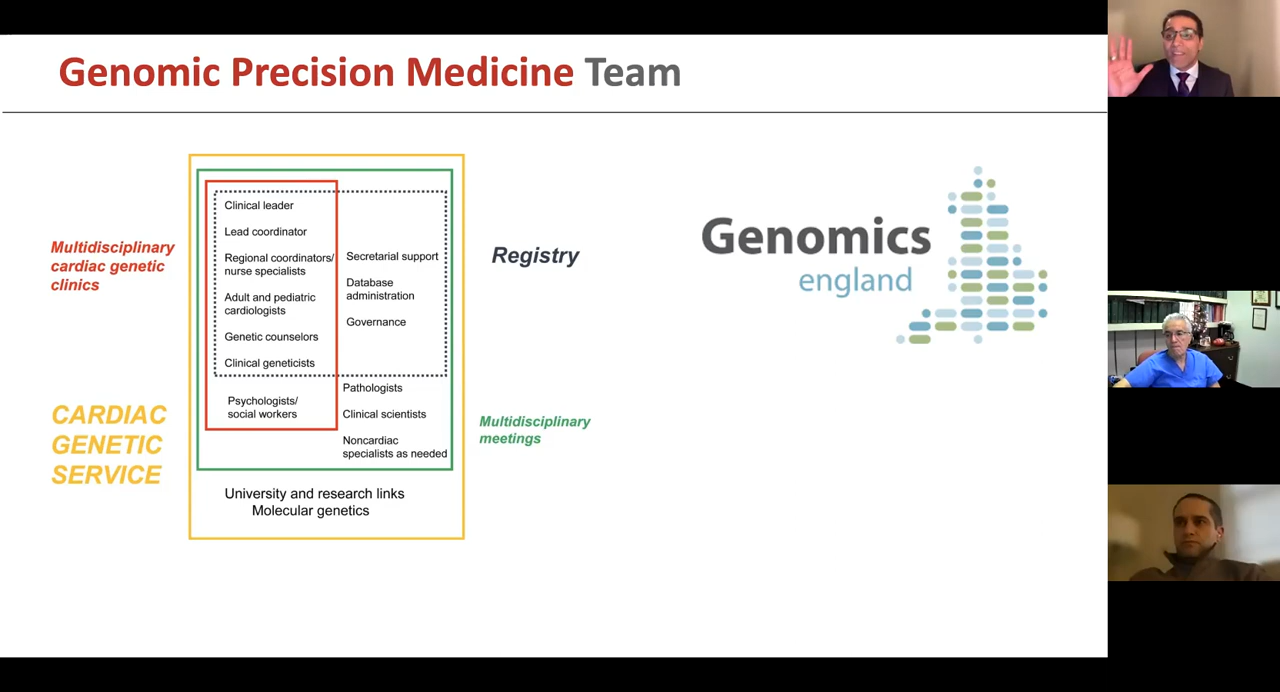 Genomic Precision Medicine Team
Multidisciplinary
cardiac genetic
clinics
CARDIAC
GENETIC
SERVICE
Clinical leader
Lead coordinator
Regional coordinators/
nurse specialists
Adult and pediatric
cardiologists
Genetic counselors
Clinical geneticists
Psychologists/
social workers
Secretarial support
Database
administration
Governance
Pathologists
Clinical scientists
Noncardiac
specialists as needed
University and research links
Molecular genetics
Registry
Multidisciplinary
meetings
Genomics
england